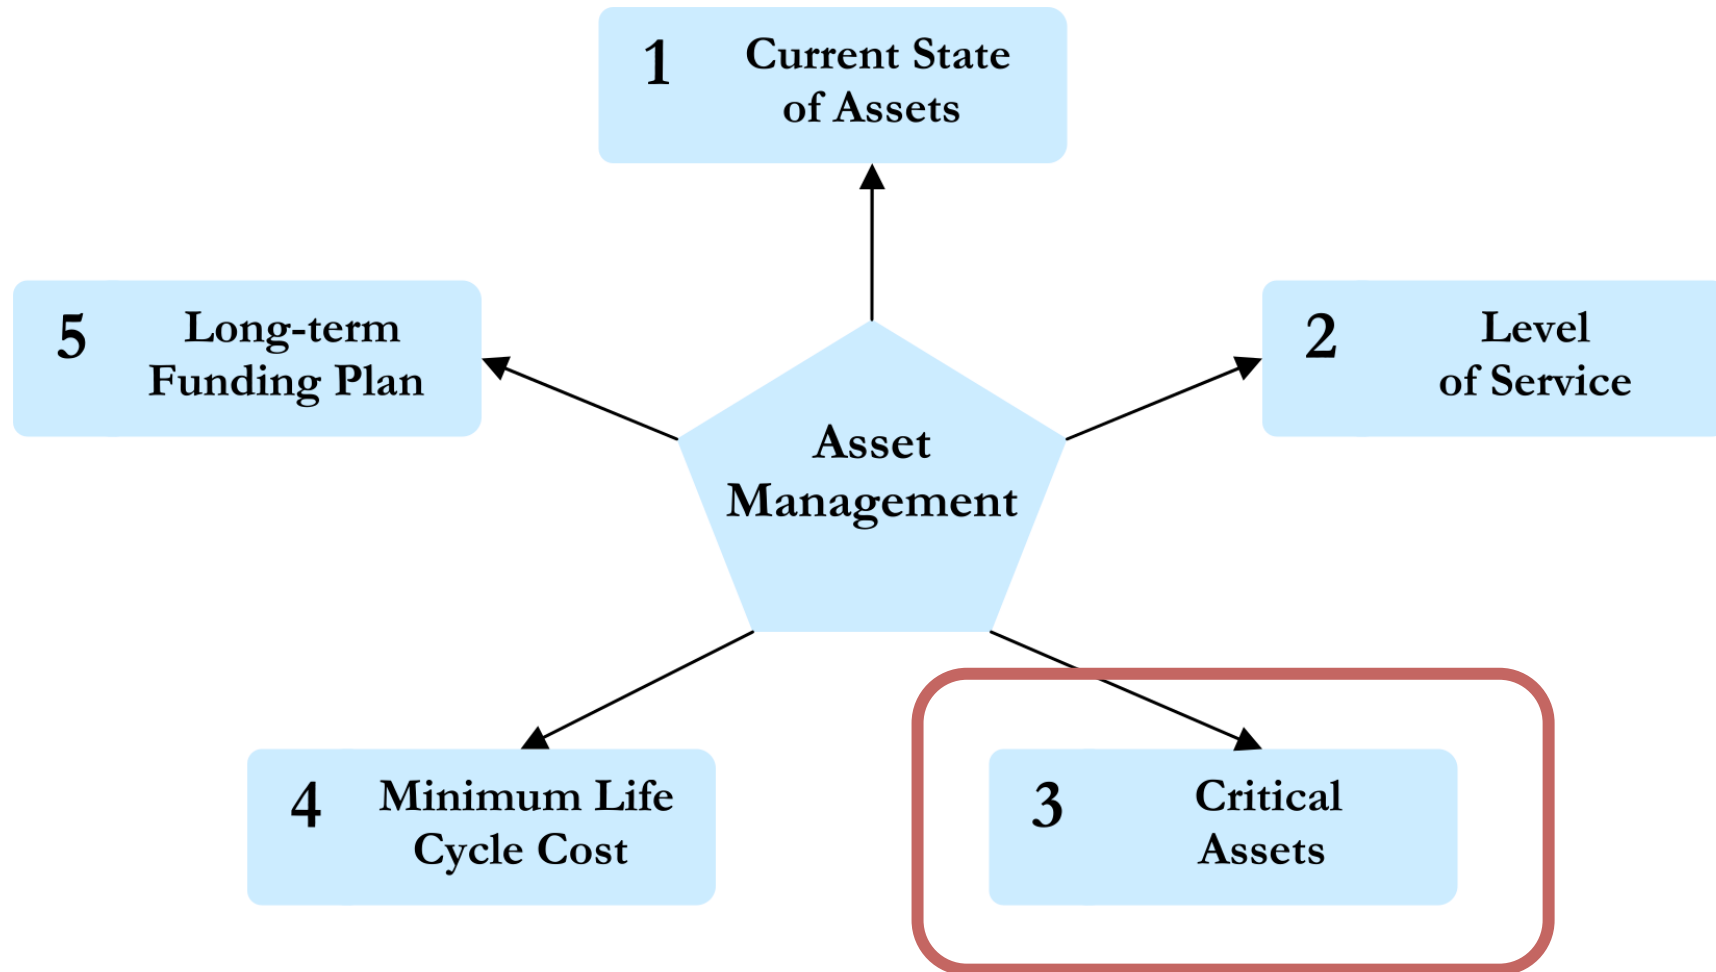 1
Current State
of Assets
2
Level
of Service
3
Critical
Assets
4
Minimum Life
Cycle Cost
5
Long-term
Funding Plan
Asset
Management